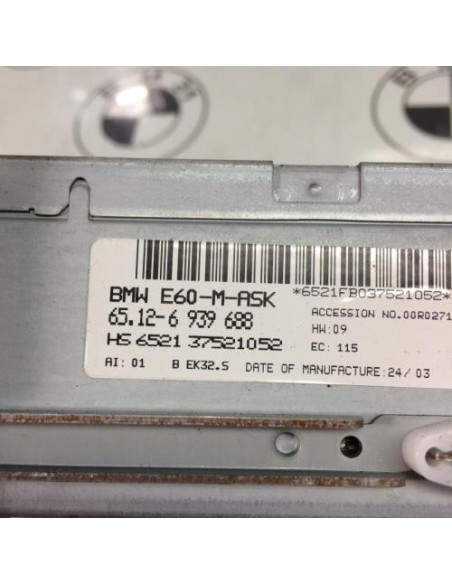 BMW E60-M-ASK
*6521FB037521052*
65.12-6 939 688
ACCESSION NO.00R0271
HS 6521 37521052
HW:09
EC: 115
AI: 01 B EK32.5 DATE OF MANUFACTURE:24/ 03